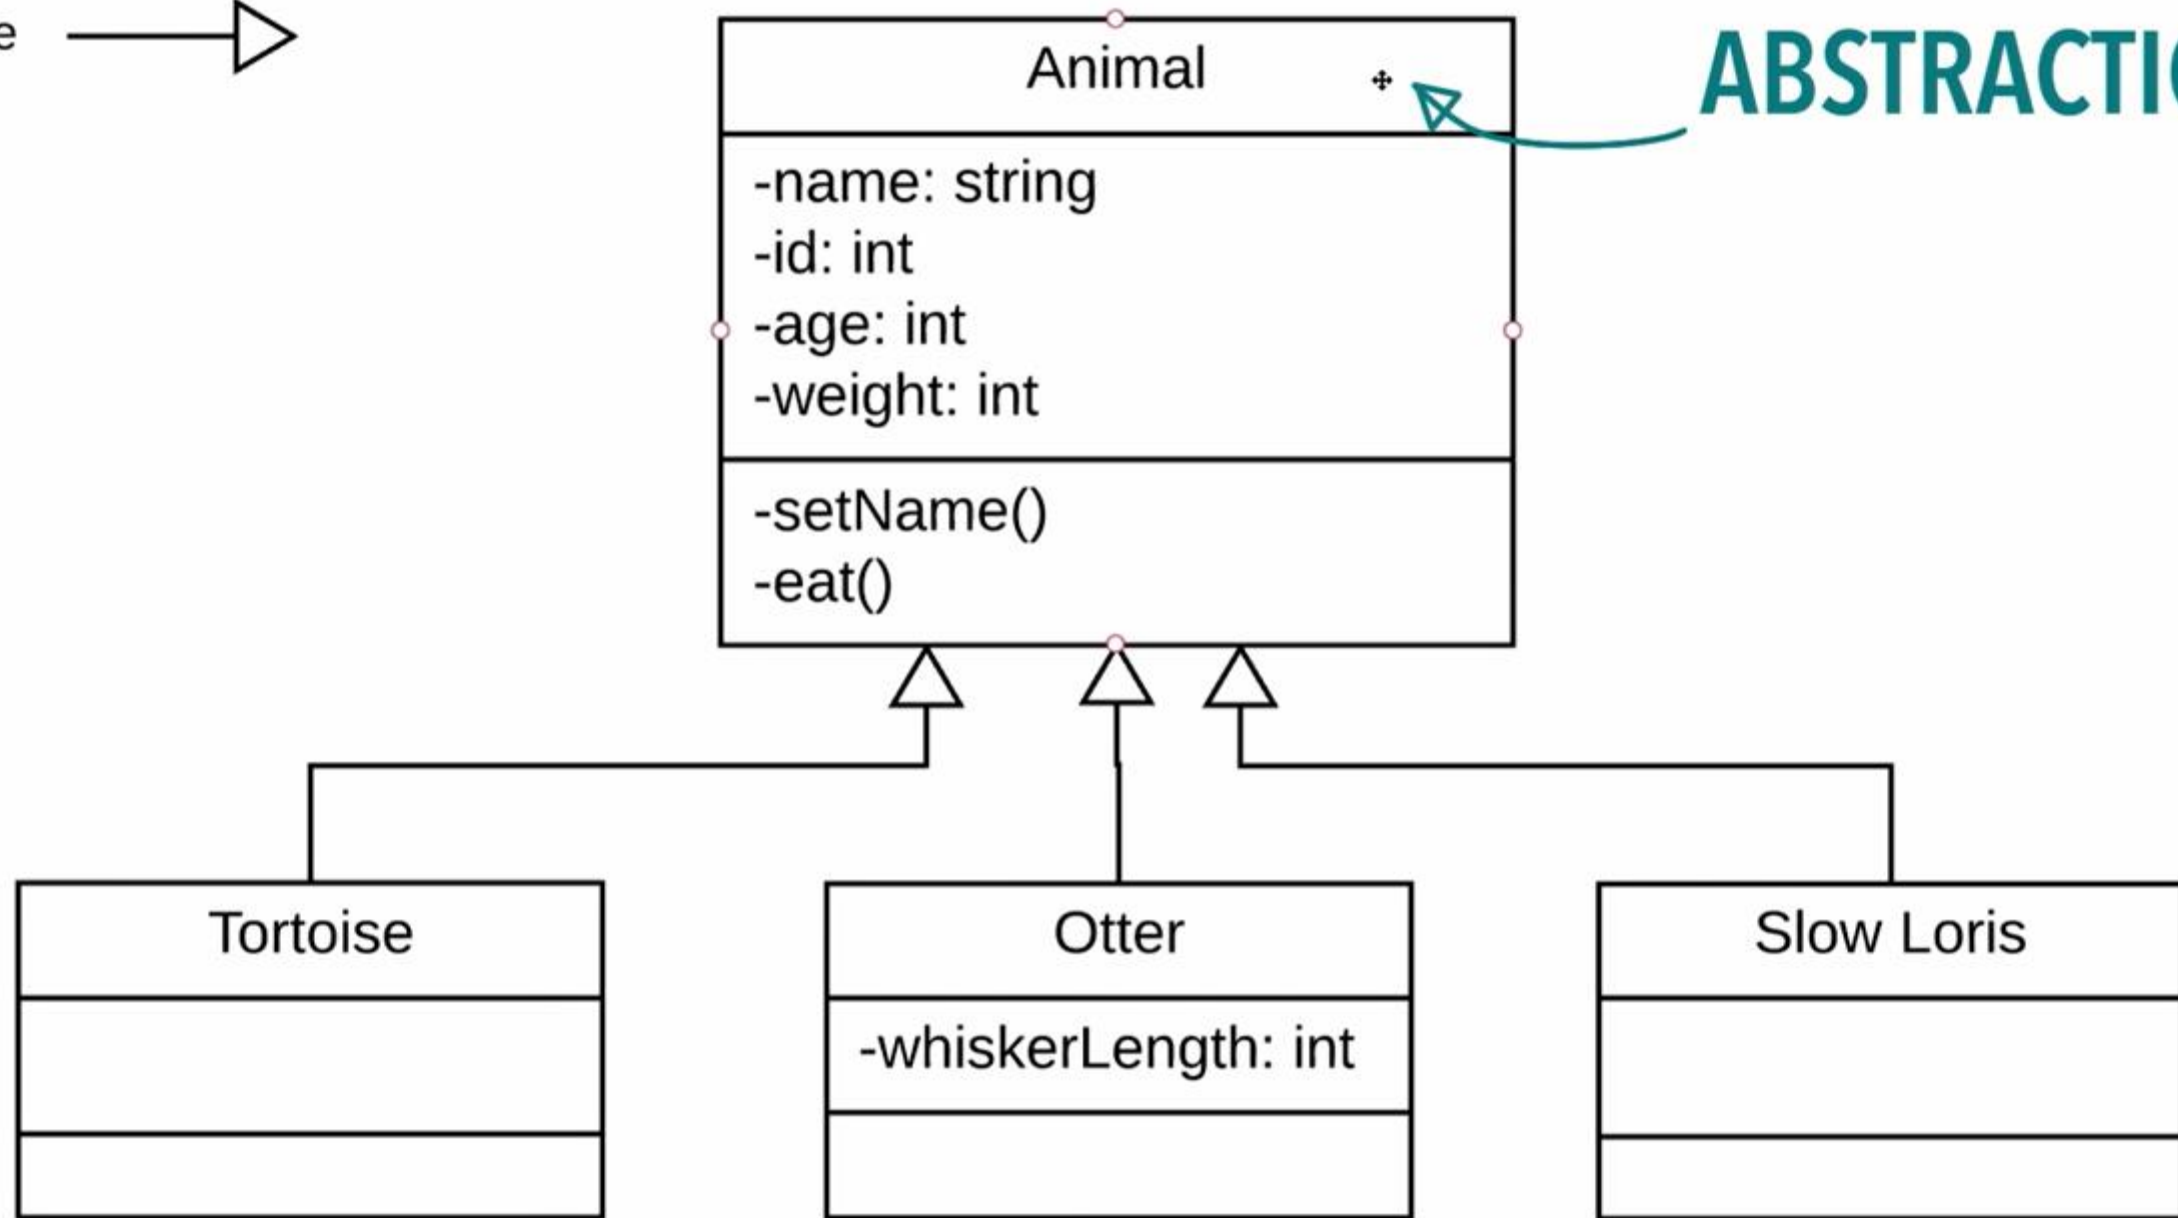 e
Animal
ABSTRACTI
-name: string
-id: int
-age: int
-weight: int
-setName()
-eat()
Tortoise
Otter
Slow Loris
-whiskerLength: int